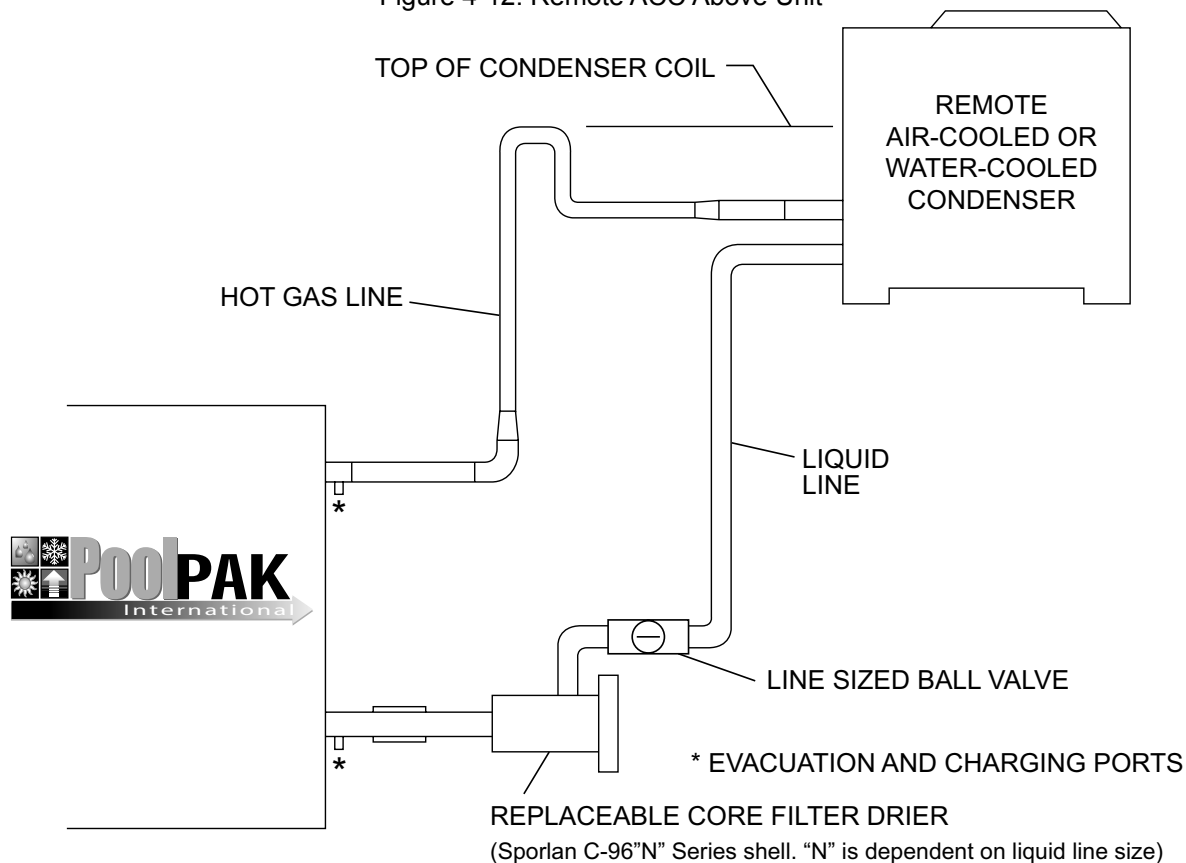 Figure 4-12: Remote ACC Above Unit
TOP OF CONDENSER COIL
REMOTE
AIR-COOLED OR
WATER-COOLED
CONDENSER
HOT GAS LINE
LIQUID
LINE
*
PoolPAK
International
LINE SIZED BALL VALVE
*
* EVACUATION AND CHARGING PORTS
REPLACEABLE CORE FILTER DRIER
(Sporlan C-96”N” Series shell. “N” is dependent on liquid line size)